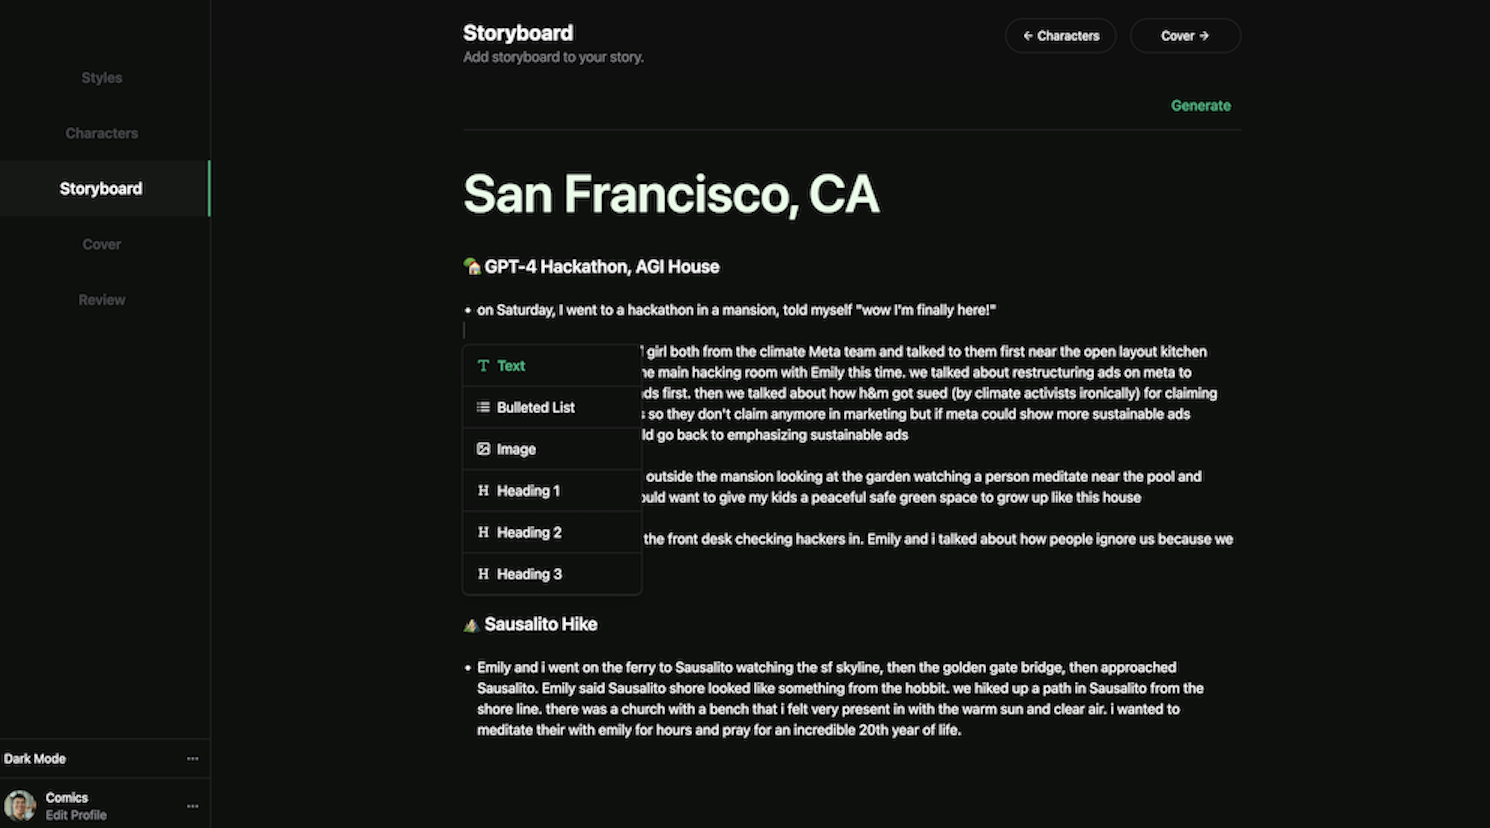 Styles
Characters
Storyboard
Cover
Review
Dark Mode
Comics
Edit Profile
Storyboard
Add storyboard to your story.
← Characters
Cover →
Generate
San Francisco, CA
🏡 GPT-4 Hackathon, AGI House
• on Saturday, I went to a hackathon in a mansion, told myself "wow I'm finally here!"
girl both from the climate Meta team and talked to them first near the open layout kitchen
main hacking room with Emily this time. we talked about restructuring ads on meta to
first. then we talked about how h&m got sued (by climate activists ironically) for claiming
so they don't claim anymore in marketing but if meta could show more sustainable ads
go back to emphasizing sustainable ads
outside the mansion looking at the garden watching a person meditate near the pool and
want to give my kids a peaceful safe green space to grow up like this house
the front desk checking hackers in. Emily and i talked about how people ignore us because we
Text
Bulleted List
Image
H Heading 1
H Heading 2
H Heading 3
🏕️ Sausalito Hike
• Emily and i went on the ferry to Sausalito watching the sf skyline, then the golden gate bridge, then approached
Sausalito. Emily said Sausalito shore looked like something from the hobbit. we hiked up a path in Sausalito from the
shore line. there was a church with a bench that i felt very present in with the warm sun and clear air. i wanted to
meditate their with emily for hours and pray for an incredible 20th year of life.